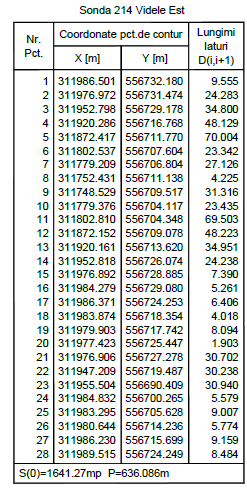 Sonda 214 Videle Est
Nr. Pct. Coordonate pct.de contur Lungimi laturi D(i,i+1)
X [m] Y [m]
1 311986.501 556732.180 9.555
2 311976.972 556731.474 24.283
3 311952.798 556729.178 34.800
4 311920.286 556716.768 48.129
5 311872.417 556711.770 70.004
6 311802.537 556707.604 23.342
7 311779.209 556706.804 27.126
8 311752.431 556711.138 4.225
9 311748.529 556709.517 31.316
10 311779.376 556704.117 23.435
11 311802.810 556704.348 69.503
12 311872.152 556709.078 48.223
13 311920.161 556713.620 34.951
14 311952.818 556726.074 24.238
15 311976.892 556728.885 7.390
16 311984.279 556729.080 5.261
17 311986.371 556724.253 6.406
18 311983.874 556718.354 4.018
19 311979.903 556717.742 8.094
20 311977.423 556725.447 1.903
21 311976.906 556727.278 30.702
22 311947.209 556719.487 30.238
23 311955.504 556690.409 30.940
24 311984.832 556700.265 5.579
25 311983.295 556705.628 9.007
26 311980.644 556714.236 5.774
27 311986.230 556715.699 9.159
28 311989.515 556724.249 8.484
S(0)=1641.27mp P=636.086m